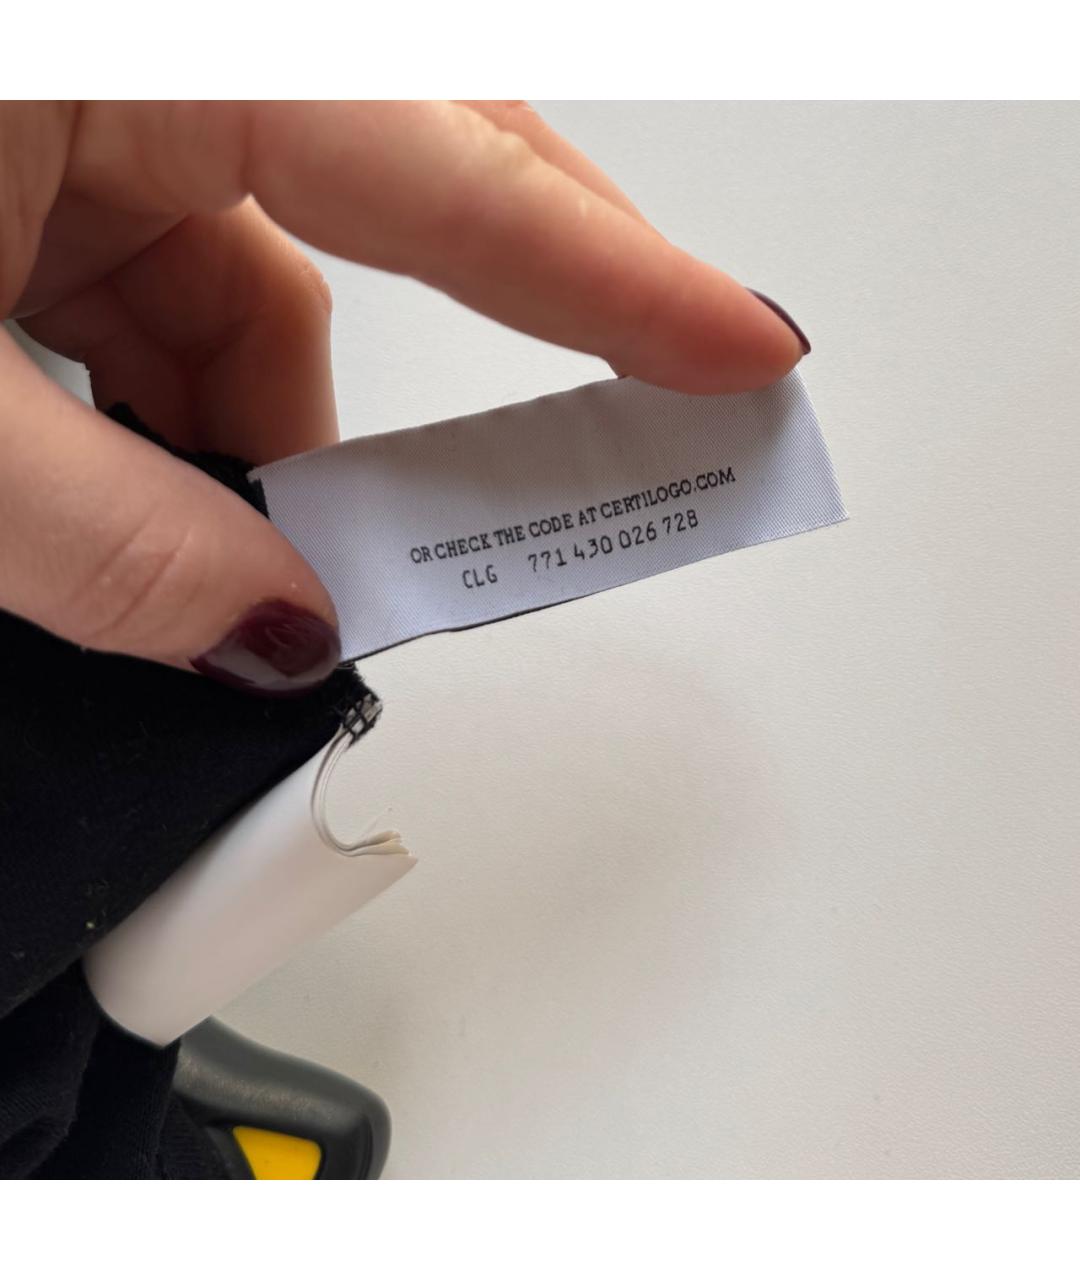 OR CHECK THE CODE AT CERTILOGO.COM
CLG 771 430 026 728